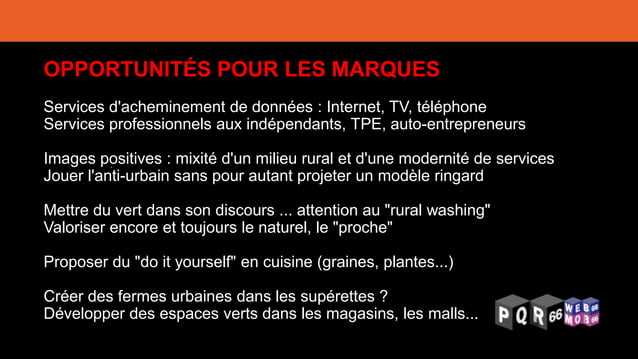 OPPORTUNITÉS POUR LES MARQUES
Services d'acheminement de données : Internet, TV, téléphone
Services professionnels aux indépendants, TPE, auto-entrepreneurs
Images positives : mixité d'un milieu rural et d'une modernité de services
Jouer l'anti-urbain sans pour autant projeter un modèle ringard
Mettre du vert dans son discours ... attention au "rural washing"
Valoriser encore et toujours le naturel, le "proche"
Proposer du "do it yourself" en cuisine (graines, plantes...)
Créer des fermes urbaines dans les supérettes ?
Développer des espaces verts dans les magasins, les malls...
PQR66
WEB66
MOB66